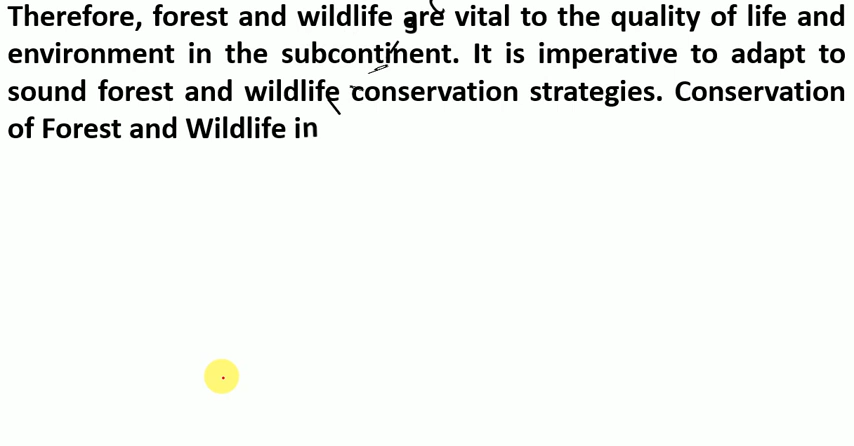 Therefore, forest and wildlife are vital to the quality of life and
environment in the subcontinent. It is imperative to adapt to
sound forest and wildlife conservation strategies. Conservation
of Forest and Wildlife in